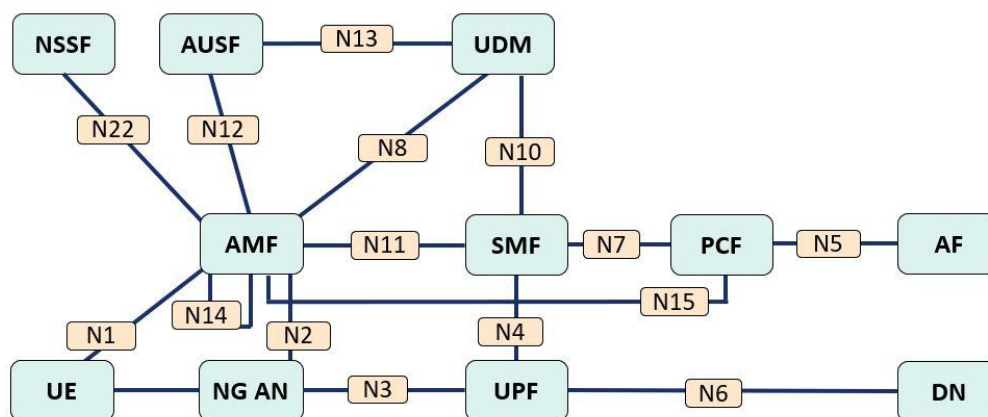 NSSF
AUSF
N13
UDM
N22
N12
N8
N10
AMF
N11
SMF
N7
PCF
N5
AF
N14
N15
N1
N2
N4
UE
NG AN
N3
UPF
N6
DN